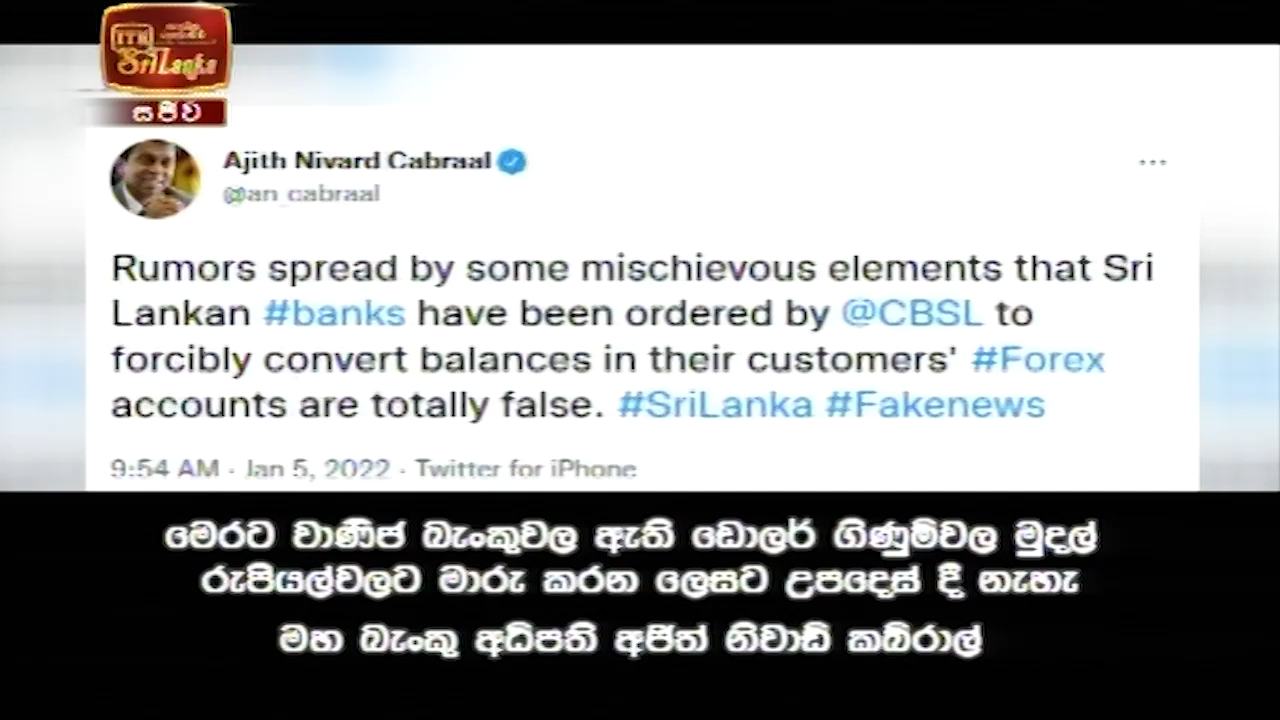 ITN
Sri Lanka
සජීව
Ajith Nivard Cabraal
@an_cabraal
Rumors spread by some mischievous elements that Sri
Lankan #banks have been ordered by @CBSL to
forcibly convert balances in their customers' #Forex
accounts are totally false. #SriLanka #Fakenews
9:54 AM · Jan 5, 2022 · Twitter for iPhone
මෙරට වාණිජ බැංකුවල ඇති ඩොලර් ගිණුම්වල මුදල්
රුපියල්වලට මාරු කරන ලෙසට උපදෙස් දී නැහැ
මහ බැංකු අධිපති අජිත් නිවාඩ් කබ්රාල්